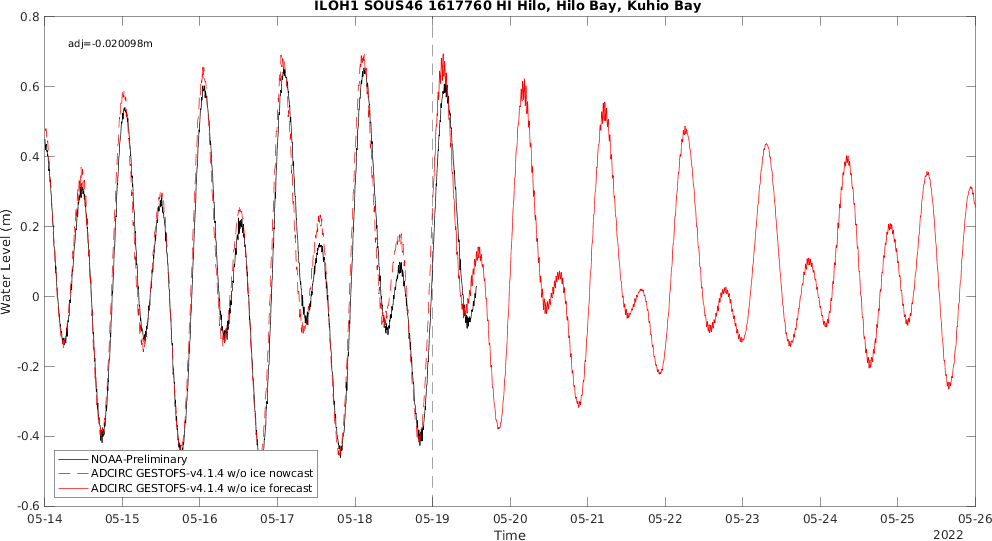 ILOH1 SOUS46 1617760 HI Hilo, Hilo Bay, Kuhio Bay
adj=-0.020098m
Water Level (m)
0.8
0.6
0.4
0.2
0
-0.2
-0.4
-0.6
NOAA-Preliminary
ADCIRC GESTOFS-v4.1.4 w/o ice nowcast
ADCIRC GESTOFS-v4.1.4 w/o ice forecast
05-14 05-15 05-16 05-17 05-18 05-19 05-20 05-21 05-22 05-23 05-24 05-25 05-26
Time
2022